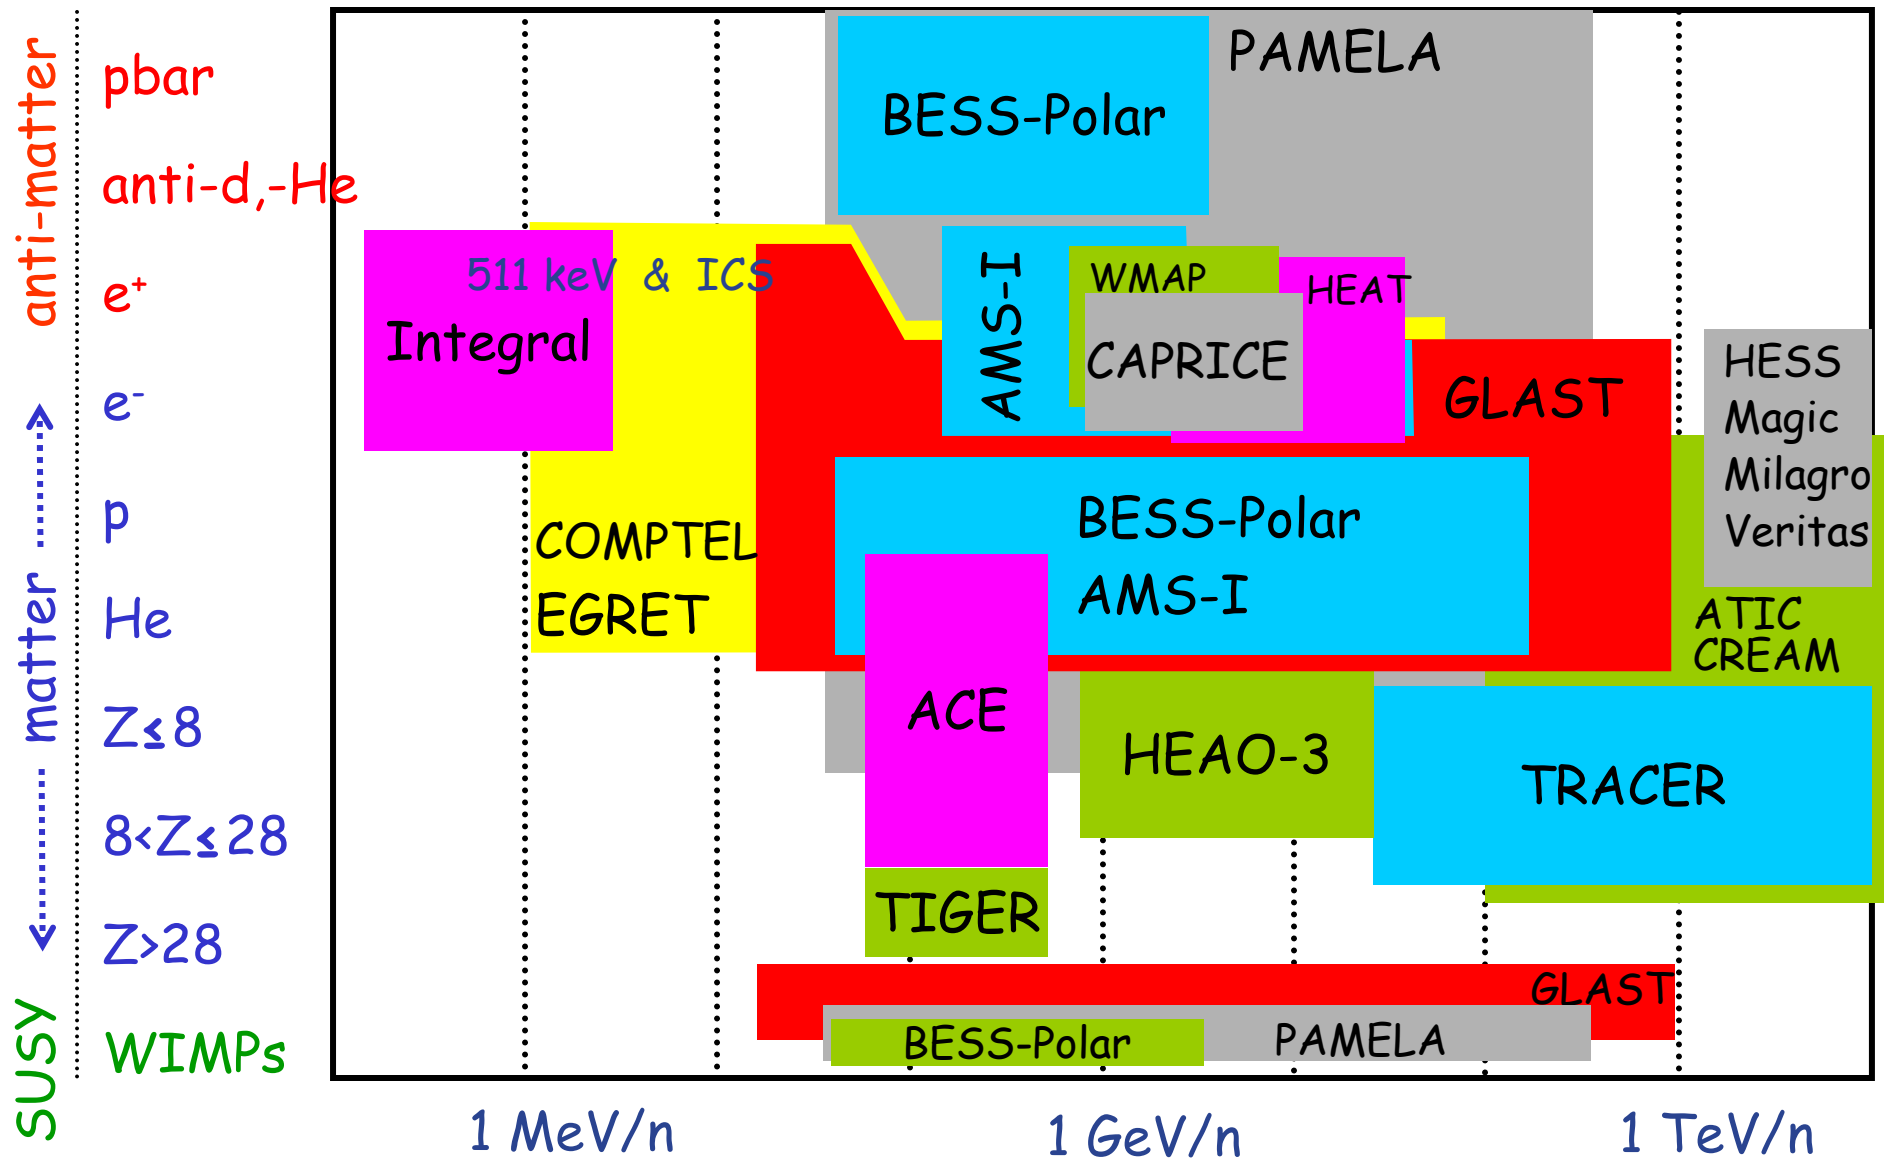 anti-matter
matter
SUSY
pbar
anti-d,-He
e⁺
e⁻
p
He
Z≤8
8<Z≤28
Z>28
WIMPs
PAMELA
BESS-Polar
511 keV & ICS
Integral
AMS-I
WMAP
HEAT
CAPRICE
GLAST
HESS
Magic
Milagro
Veritas
COMPTEL
EGRET
BESS-Polar
AMS-I
ATIC
CREAM
ACE
HEAO-3
TRACER
TIGER
GLAST
BESS-Polar
PAMELA
1 MeV/n
1 GeV/n
1 TeV/n